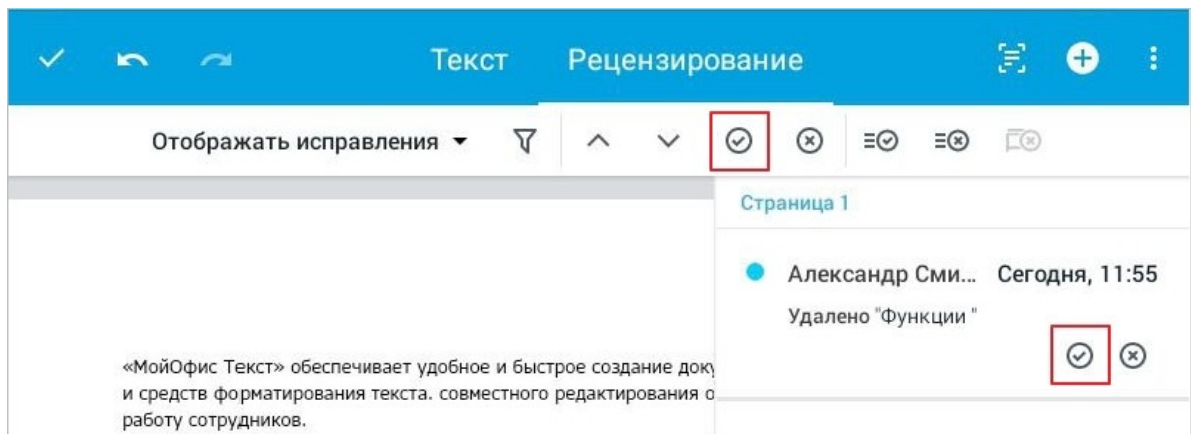 Текст Рецензирование
Отображать исправления
Страница 1
Александр Сми... Сегодня, 11:55
Удалено "Функции "
«МойОфис Текст» обеспечивает удобное и быстрое создание
и средств форматирования текста. совместного редактирования
работу сотрудников.